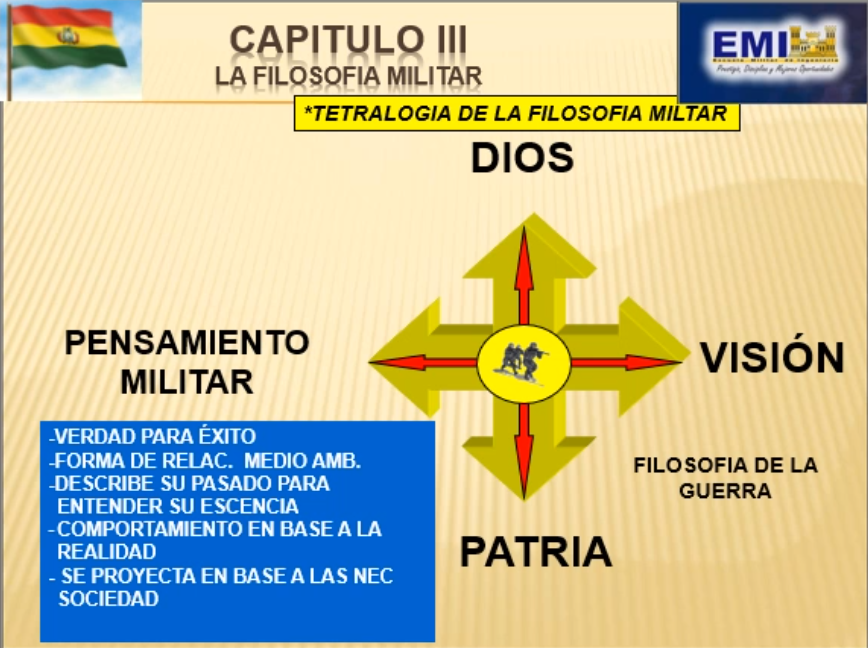 CAPITULO III
LA FILOSOFIA MILITAR
EMI
Escuela Militar de Ingeniería
Prestigio, Disciplina y Mejores Oportunidades
*TETRALOGIA DE LA FILOSOFIA MILTAR
DIOS
PENSAMIENTO
MILITAR
VISIÓN
-VERDAD PARA ÉXITO
-FORMA DE RELAC.  MEDIO AMB.
-DESCRIBE SU PASADO PARA
ENTENDER SU ESCENCIA
-COMPORTAMIENTO EN BASE A LA
REALIDAD
- SE PROYECTA EN BASE A LAS NEC
SOCIEDAD
FILOSOFIA DE LA
GUERRA
PATRIA